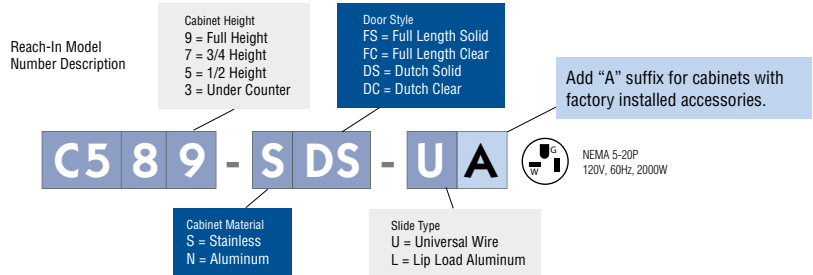 Reach-In Model
Number Description
Cabinet Height
9 = Full Height
7 = 3/4 Height
5 = 1/2 Height
3 = Under Counter
Door Style
FS = Full Length Solid
FC = Full Length Clear
DS = Dutch Solid
DC = Dutch Clear
Add “A” suffix for cabinets with
factory installed accessories.
C5 8 9 - S DS - U A
G
W
NEMA 5-20P
120V, 60Hz, 2000W
Cabinet Material
S = Stainless
N = Aluminum
Slide Type
U = Universal Wire
L = Lip Load Aluminum